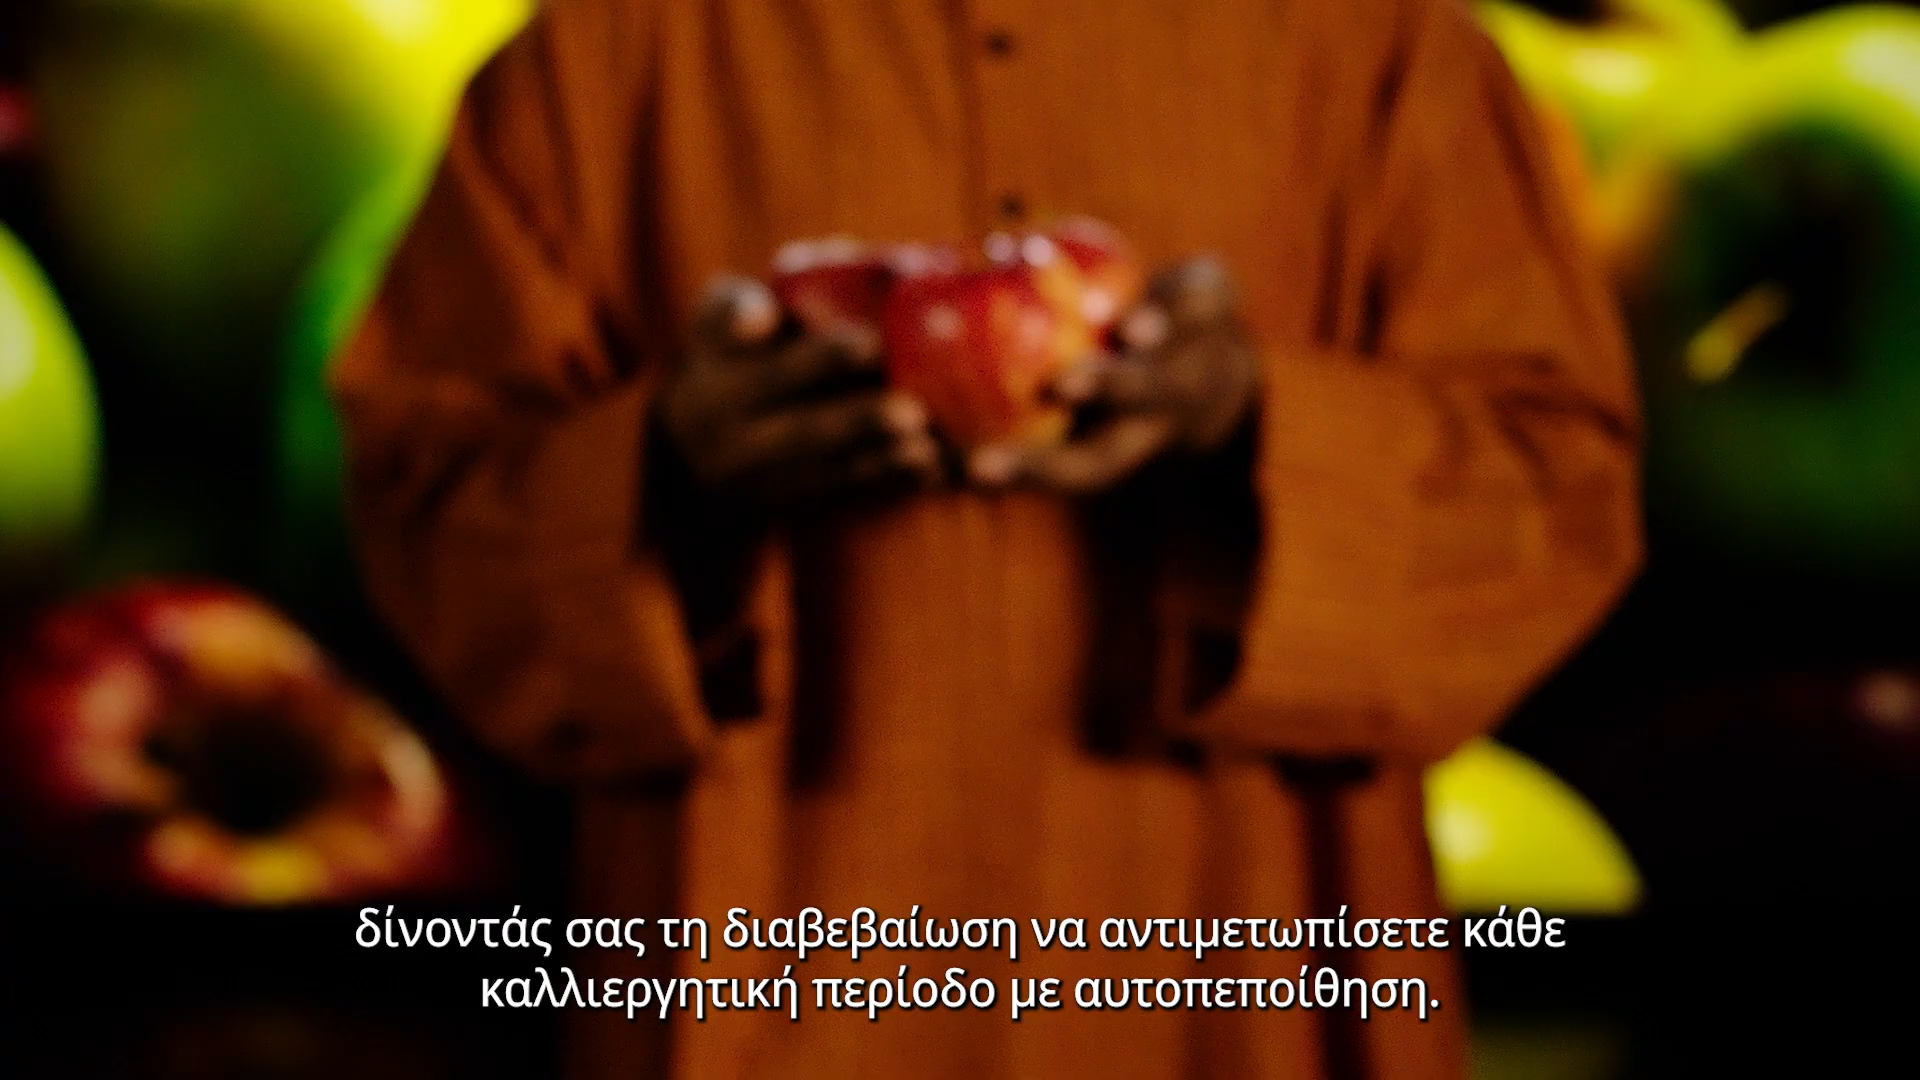 δίνοντάς σας τη διαβεβαίωση να αντιμετωπίσετε κάθε
καλλιεργητική περίοδο με αυτοπεποίθηση.